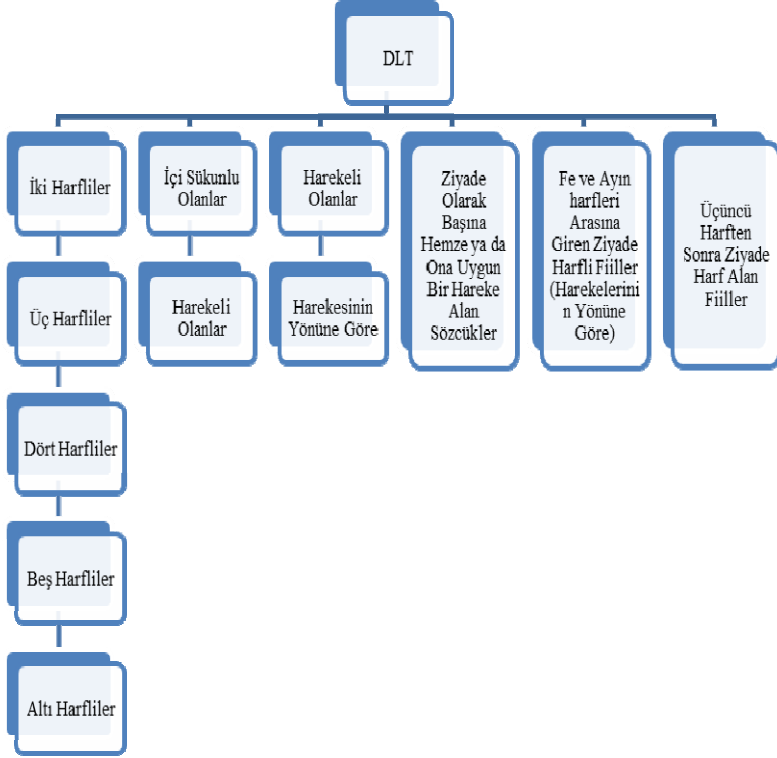 DLT
İki Harfliler
Üç Harfliler
Dört Harfliler
Beş Harfliler
Altı Harfliler
İçi Sükunlu
Olanlar
Harekeli
Olanlar
Harekeli
Olanlar
Harekesinin
Yönüne Göre
Ziyade
Olarak
Başına
Hemze ya da
Ona Uygun
Bir Hareke
Alan
Sözcükler
Fe ve Ayın
harfleri
Arasına
Giren Ziyade
Harfli Fiiller
(Harekelerini
n Yönüne
Göre)
Üçüncü
Harften
Sonra Ziyade
Harf Alan
Fiiller